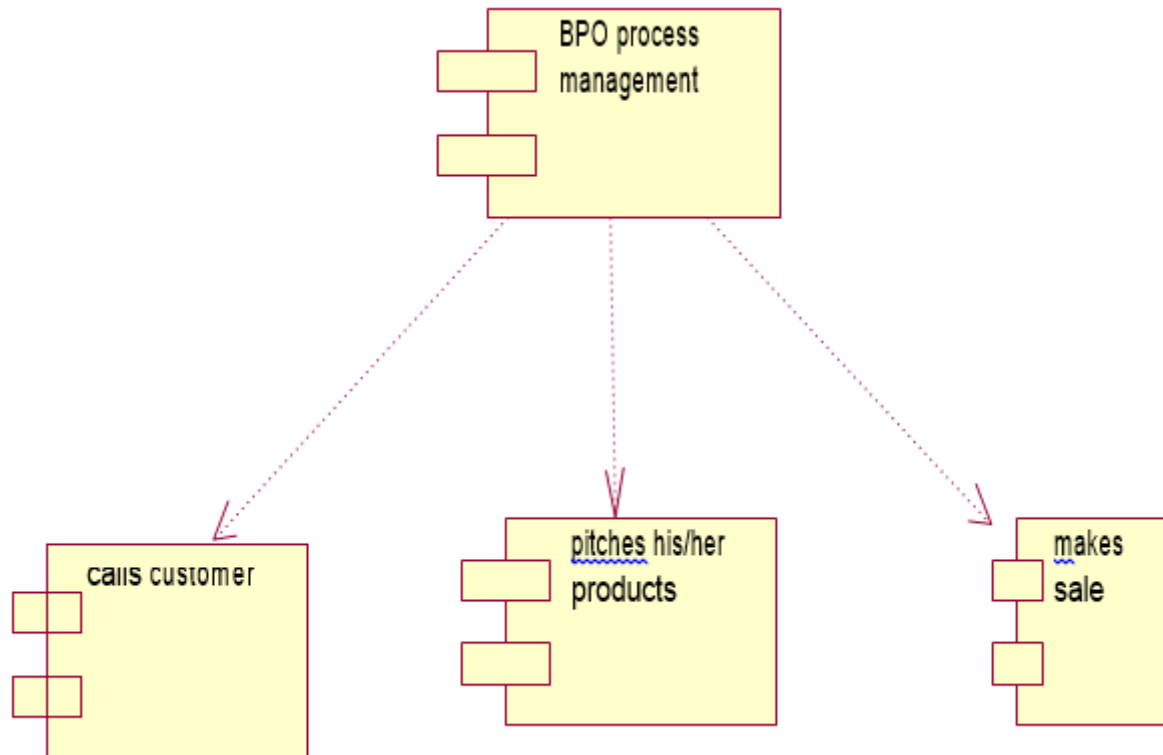 BPO process
management
calls customer
pitches his/her
products
makes
sale